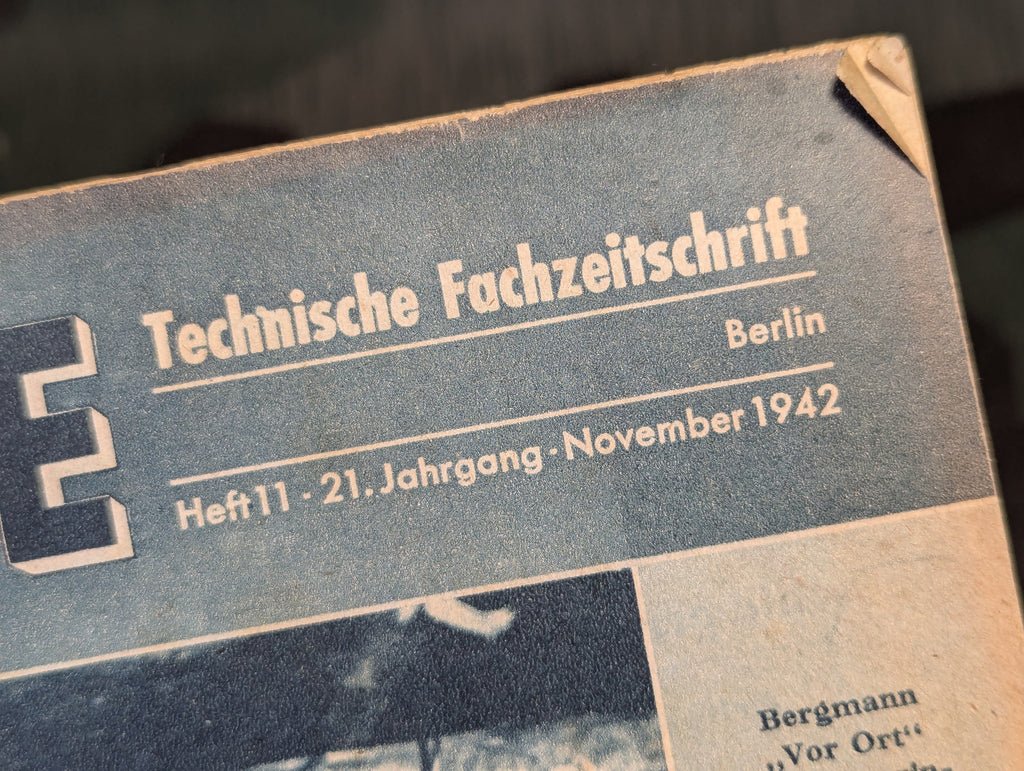 E
Technische Fachzeitschrift
Berlin
Heft 11 · 21. Jahrgang · November 1942
Bergmann
„Vor Ort“